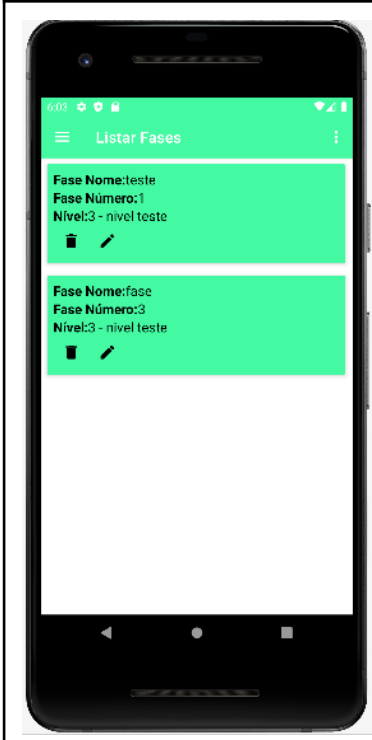 6:03
Listar Fases
Fase Nome:teste
Fase Número:1
Nível:3 - nivel teste
Fase Nome:fase
Fase Número:3
Nível:3 - nivel teste